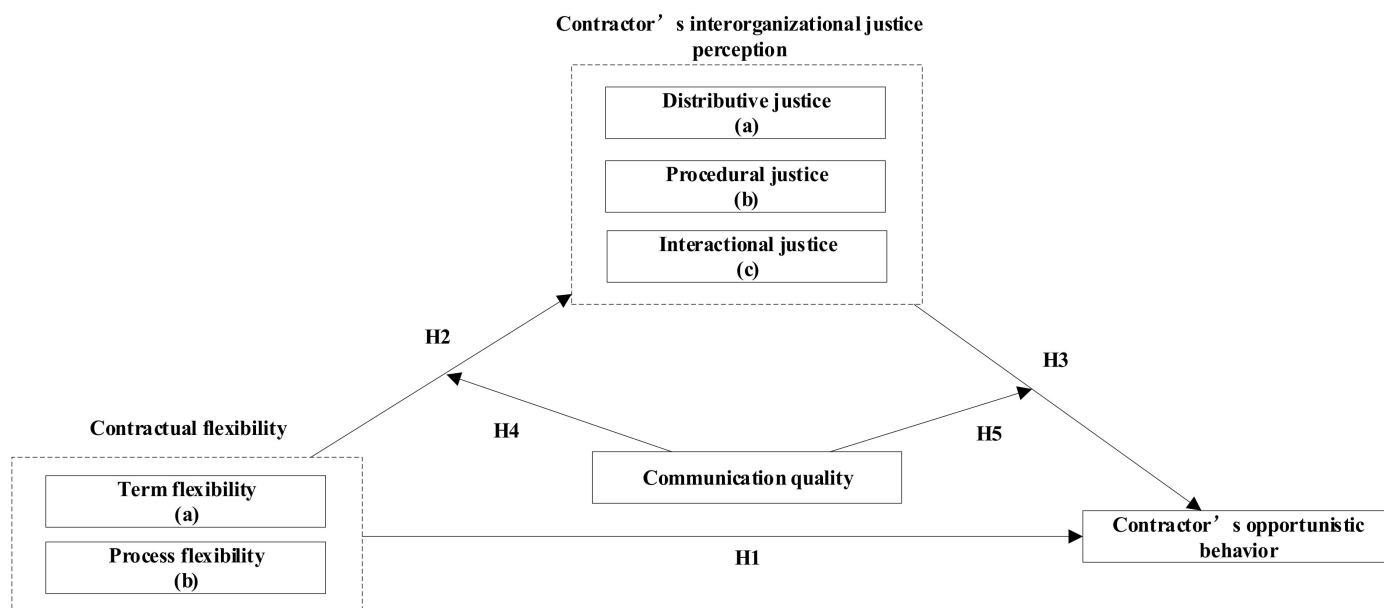 Contractor’s interorganizational justice
perception
Distributive justice
(a)
Procedural justice
(b)
Interactional justice
(c)
H2
H3
Contractual flexibility
H4
H5
Term flexibility
(a)
Communication quality
Process flexibility
(b)
Contractor’s opportunistic
behavior
H1